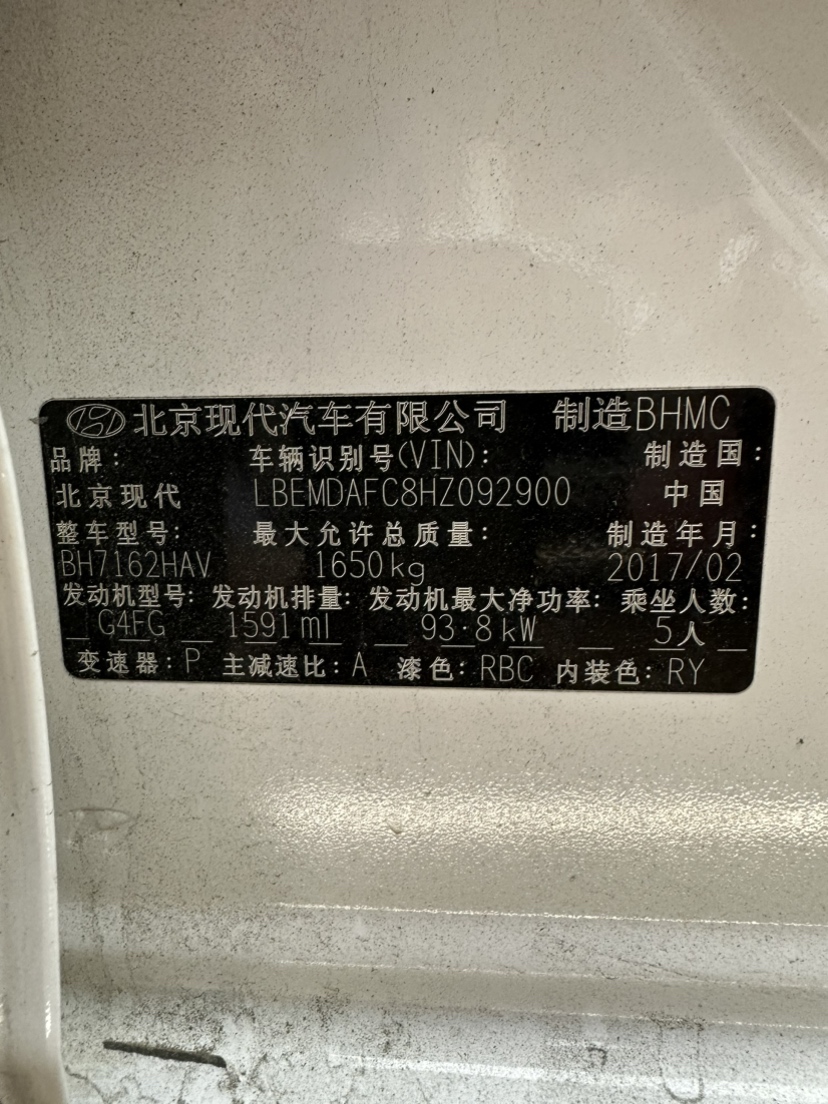 北京现代汽车有限公司 制造BHMC
品牌: 车辆识别号(VIN): 制造国:
北京现代 LBEMDAFC8HZ092900 中国
整车型号: 最大允许总质量: 制造年月:
BH7162HAV 1650kg 2017/02
发动机型号: 发动机排量: 发动机最大净功率: 乘坐人数:
G4FG 1591ml 93.8kW 5人
变速器:P 主减速比:A 漆色:RBC 内装色:RY